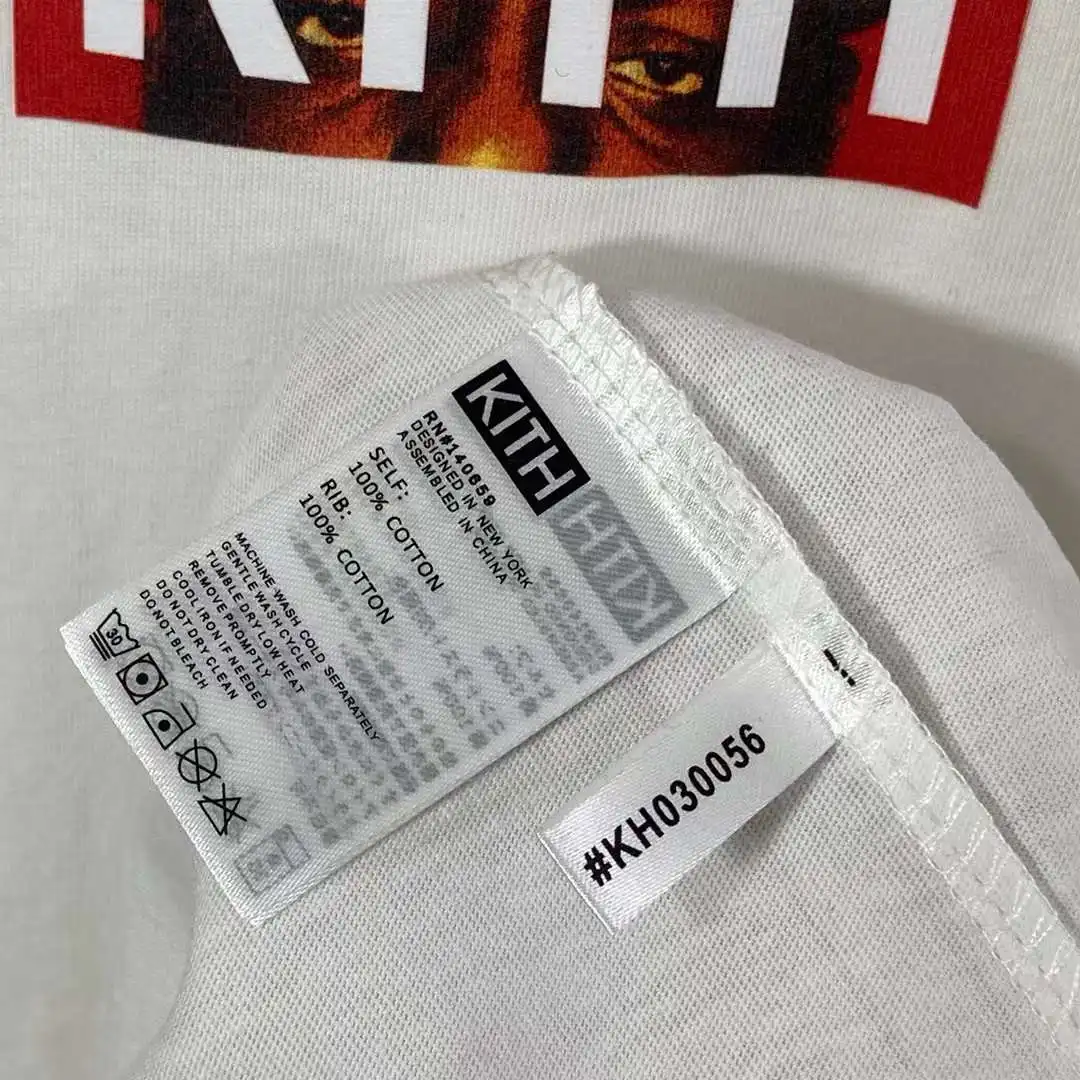 KITH
KITH
RN#140659
DESIGNED IN NEW YORK
ASSEMBLED IN CHINA
SELF:
100% COTTON
RIB:
100% COTTON
MACHINE WASH COLD SEPARATELY
GENTLE WASH CYCLE
TUMBLE DRY LOW HEAT
REMOVE PROMPTLY
COOL IRON IF NEEDED
DO NOT DRY CLEAN
DO NOT BLEACH
30
#KH030056